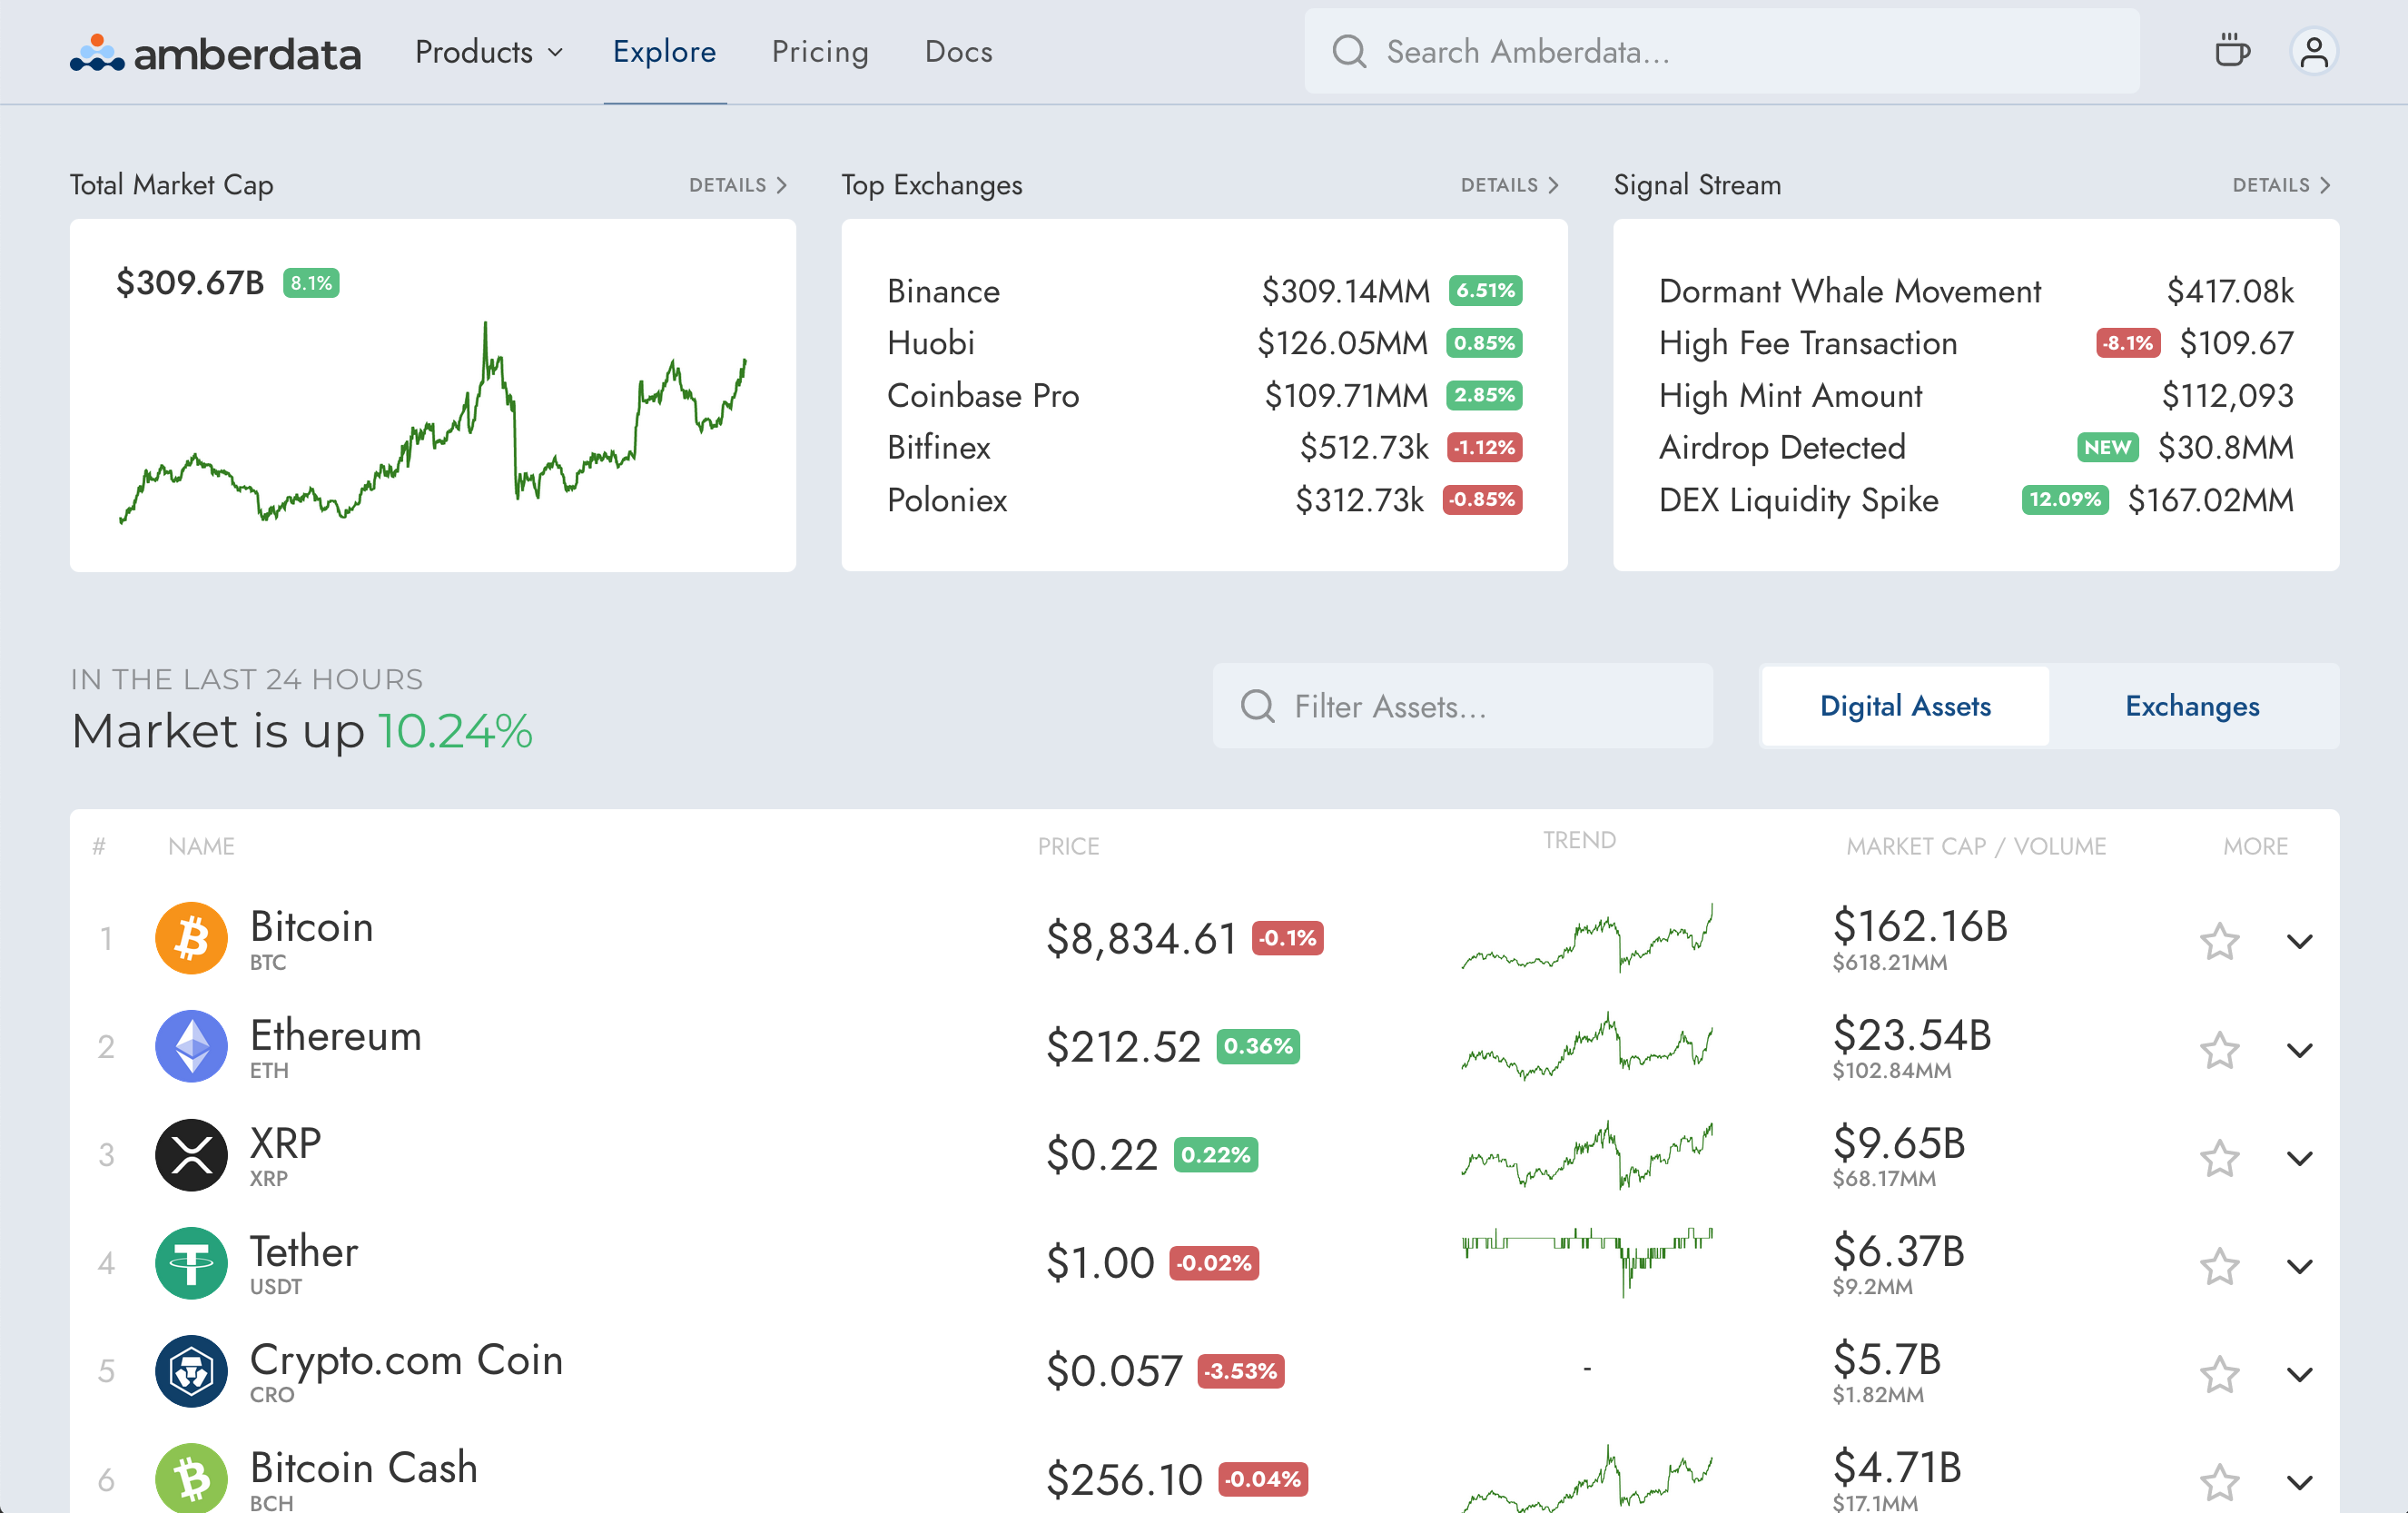 amberdata Products Explore Pricing Docs Search Amberdata...
Total Market Cap DETAILS
$309.67B 8.1%
Top Exchanges DETAILS
Binance $309.14MM 6.51%
Huobi $126.05MM 0.85%
Coinbase Pro $109.71MM 2.85%
Bitfinex $512.73k -1.12%
Poloniex $312.73k -0.85%
Signal Stream DETAILS
Dormant Whale Movement $417.08k
High Fee Transaction -8.1% $109.67
High Mint Amount $112,093
Airdrop Detected NEW $30.8MM
DEX Liquidity Spike 12.09% $167.02MM
IN THE LAST 24 HOURS
Market is up 10.24%
Filter Assets...
Digital Assets Exchanges
# NAME PRICE TREND MARKET CAP / VOLUME MORE
1 Bitcoin $8,834.61 -0.1% $162.16B
BTC $618.21MM
2 Ethereum $212.52 0.36% $23.54B
ETH $102.84MM
3 XRP $0.22 0.22% $9.65B
XRP $68.17MM
4 Tether $1.00 -0.02% $6.37B
USDT $9.2MM
5 Crypto.com Coin $0.057 -3.53% - $5.7B
CRO $1.82MM
6 Bitcoin Cash $256.10 -0.04% $4.71B
BCH $17.1MM